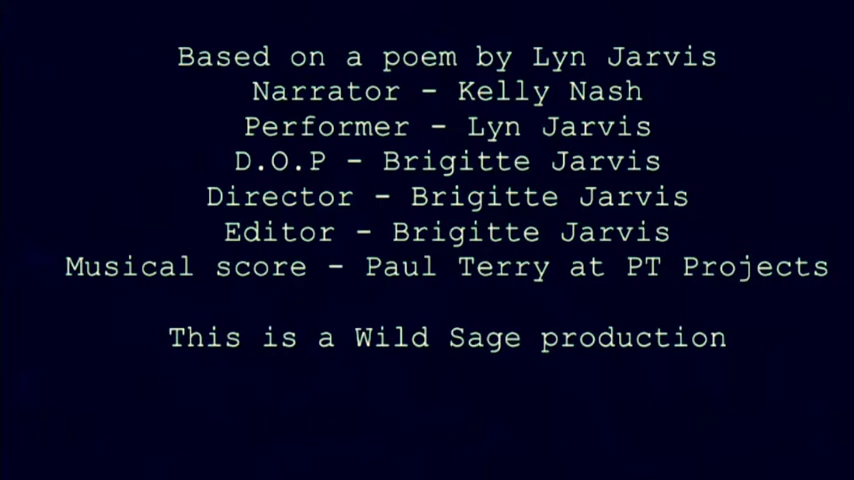 Based on a poem by Lyn Jarvis
Narrator - Kelly Nash
Performer - Lyn Jarvis
D.O.P - Brigitte Jarvis
Director - Brigitte Jarvis
Editor - Brigitte Jarvis
Musical score - Paul Terry at PT Projects
This is a Wild Sage production